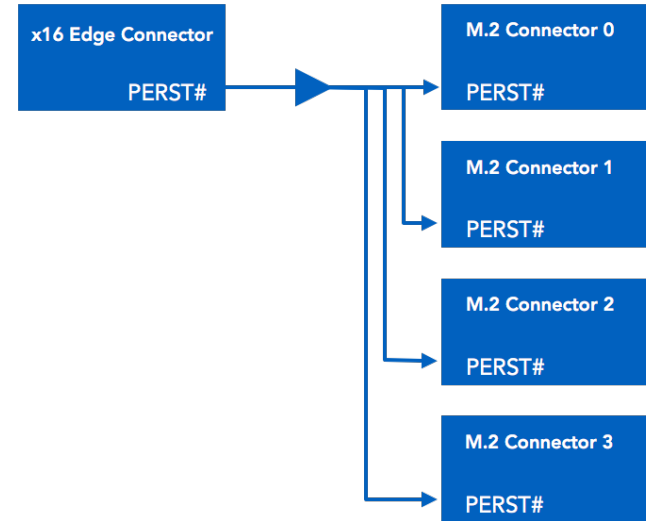 x16 Edge Connector
PERST#
M.2 Connector 0
PERST#
M.2 Connector 1
PERST#
M.2 Connector 2
PERST#
M.2 Connector 3
PERST#